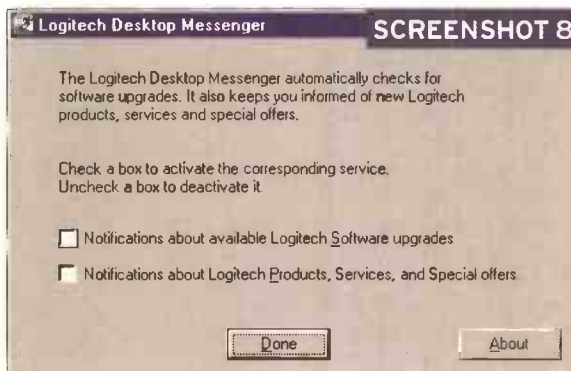 Logitech Desktop Messenger
SCREENSHOT 8
The Logitech Desktop Messenger automatically checks for
software upgrades. It also keeps you informed of new Logitech
products, services and special offers.
Check a box to activate the corresponding service.
Uncheck a box to deactivate it
Notifications about available Logitech Software upgrades
Notifications about Logitech Products, Services, and Special offers
Done
About